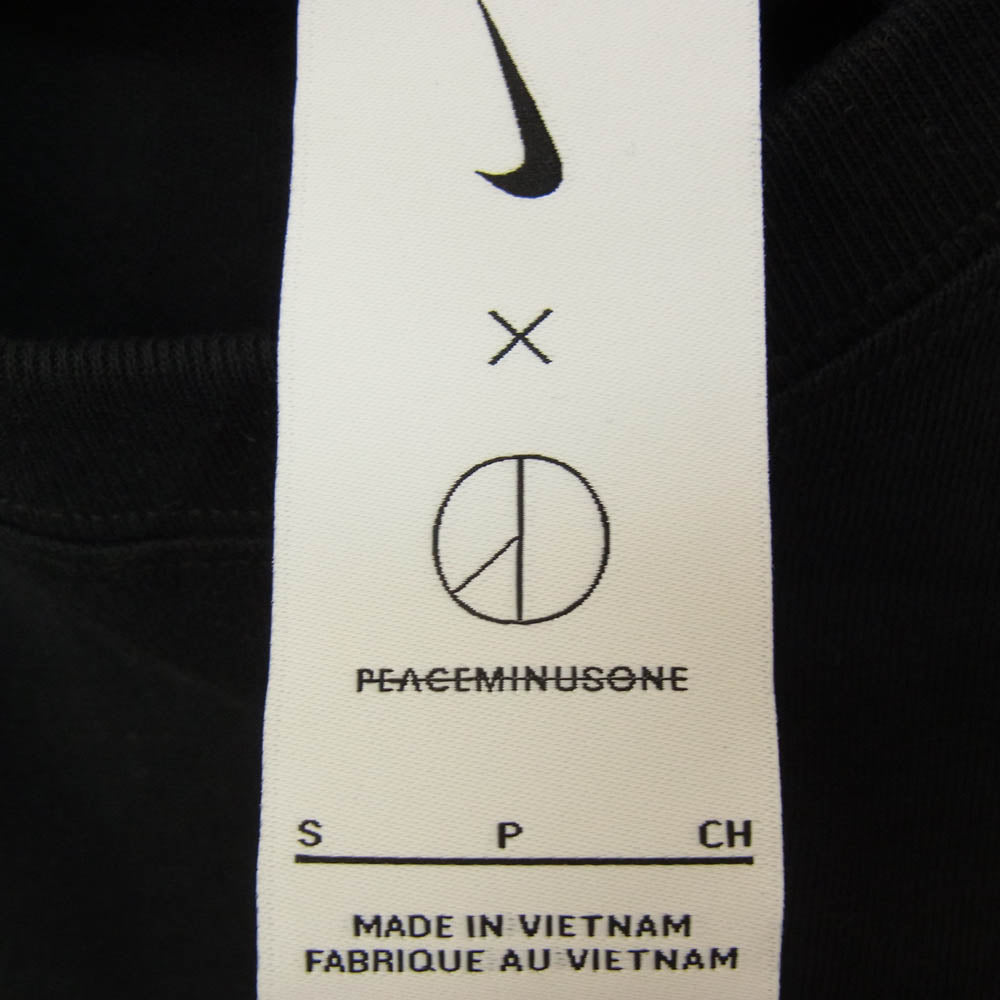 ×
PEACEMINUSONE
S P CH
MADE IN VIETNAM
FABRIQUE AU VIETNAM